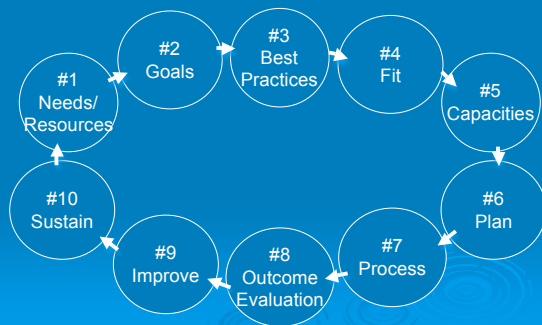 #1
Needs/
Resources
#2
Goals
#3
Best
Practices
#4
Fit
#5
Capacities
#6
Plan
#7
Process
#8
Outcome
Evaluation
#9
Improve
#10
Sustain